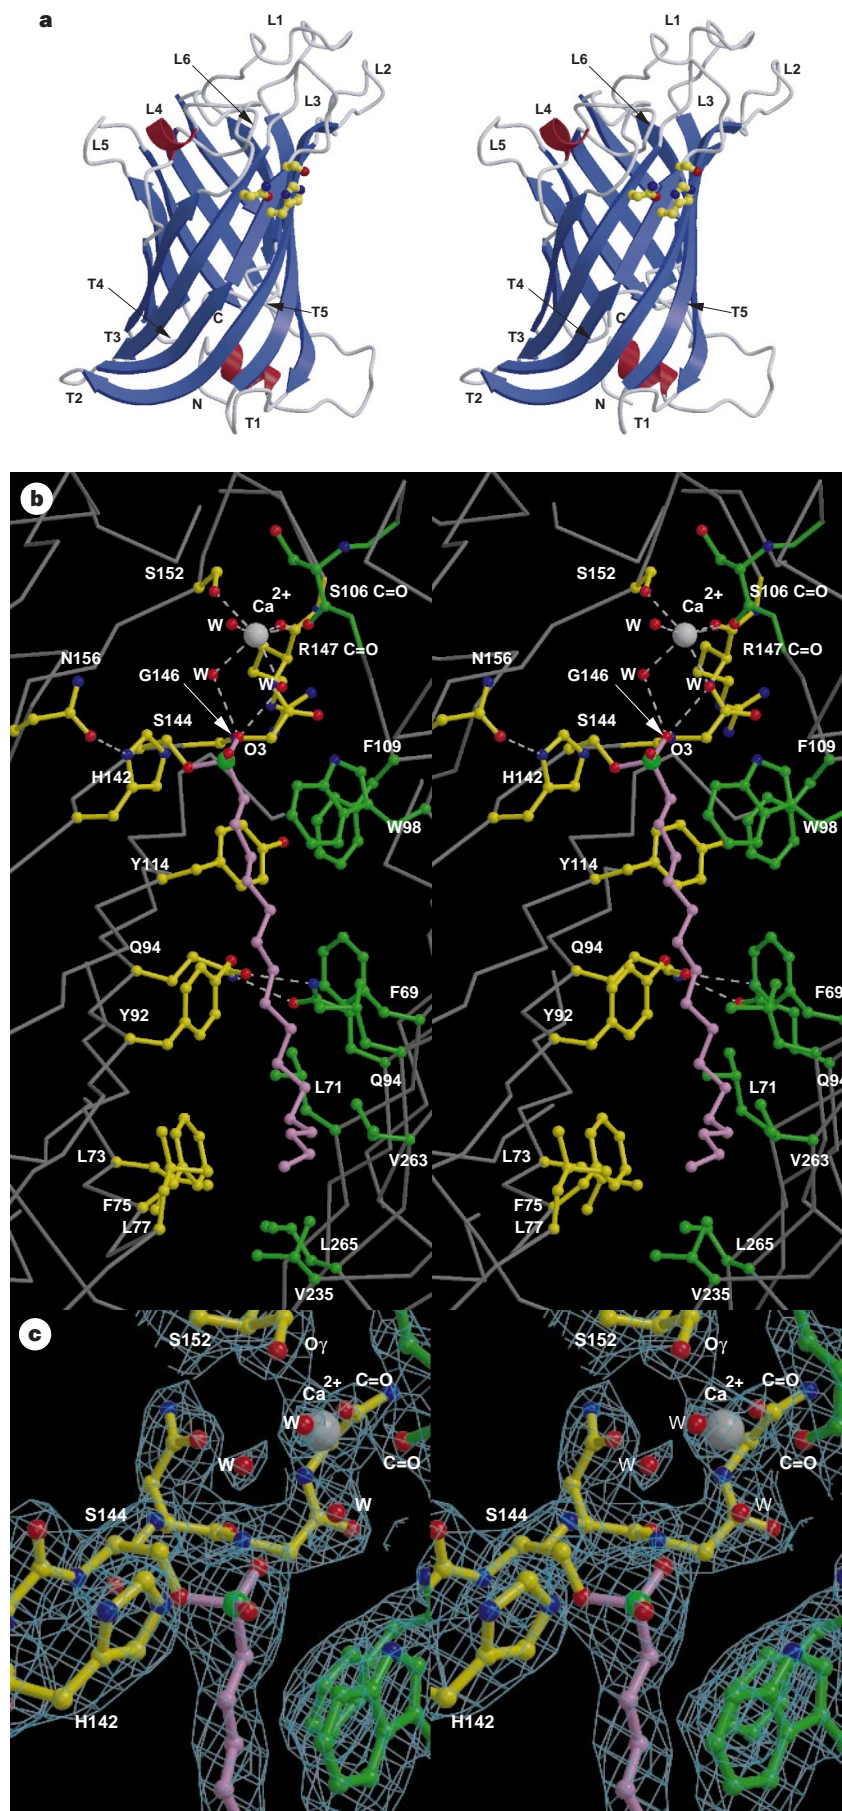 a
L1
L6
L2
L4
L3
L5
T4
C
T5
T3
T2
N
T1
L1
L6
L2
L4
L3
L5
T4
C
T5
T3
T2
N
T1
b
S152
Ca2+
S106 C=O
W
R147 C=O
N156
W
G146
W
S144
O3
F109
H142
W98
Y114
Q94
F69
Y92
Q94
L71
L73
V263
F75
L77
L265
V235
S152
Ca2+
S106 C=O
W
R147 C=O
N156
W
G146
W
S144
O3
F109
H142
W98
Y114
Q94
F69
Y92
Q94
L71
L73
V263
F75
L77
L265
V235
c
S152
Oγ
Ca2+
C=O
W
W
C=O
W
S144
H142
S152
Oγ
Ca2+
C=O
W
W
C=O
W
S144
H142